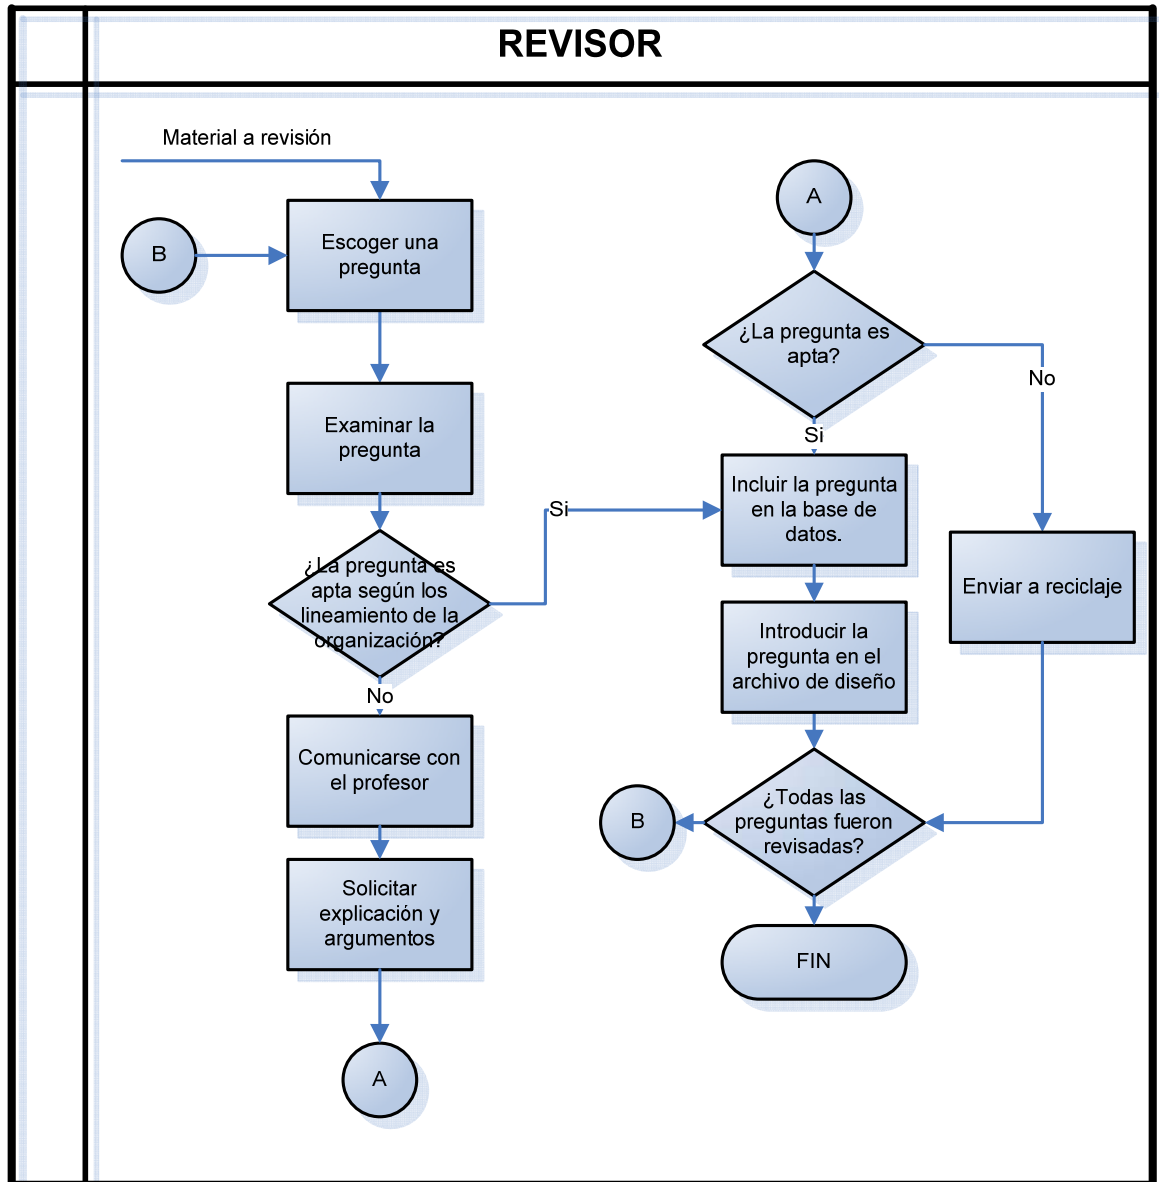 REVISOR
Material a revisión
B
Escoger una
pregunta
Examinar la
pregunta
¿La pregunta es
apta según los
lineamiento de la
organización?
Si
No
Comunicarse con
el profesor
Solicitar
explicación y
argumentos
A
A
¿La pregunta es
apta?
No
Si
Incluir la pregunta
en la base de
datos.
Enviar a reciclaje
Introducir la
pregunta en el
archivo de diseño
¿Todas las
preguntas fueron
revisadas?
B
FIN